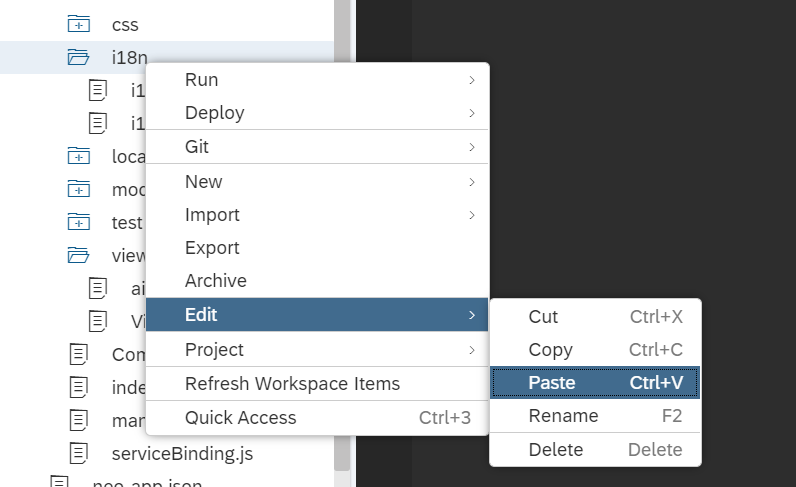 css
i18n
Run
i1
Deploy
i1
Git
loca
New
mod
Import
test
Export
view
Archive
ai
Edit
Vi
Cut Ctrl+X
Project
Copy Ctrl+C
Com
Refresh Workspace Items
Paste Ctrl+V
inde
Quick Access Ctrl+3
Rename F2
man
Delete Delete
serviceBinding.js
neo-app.json